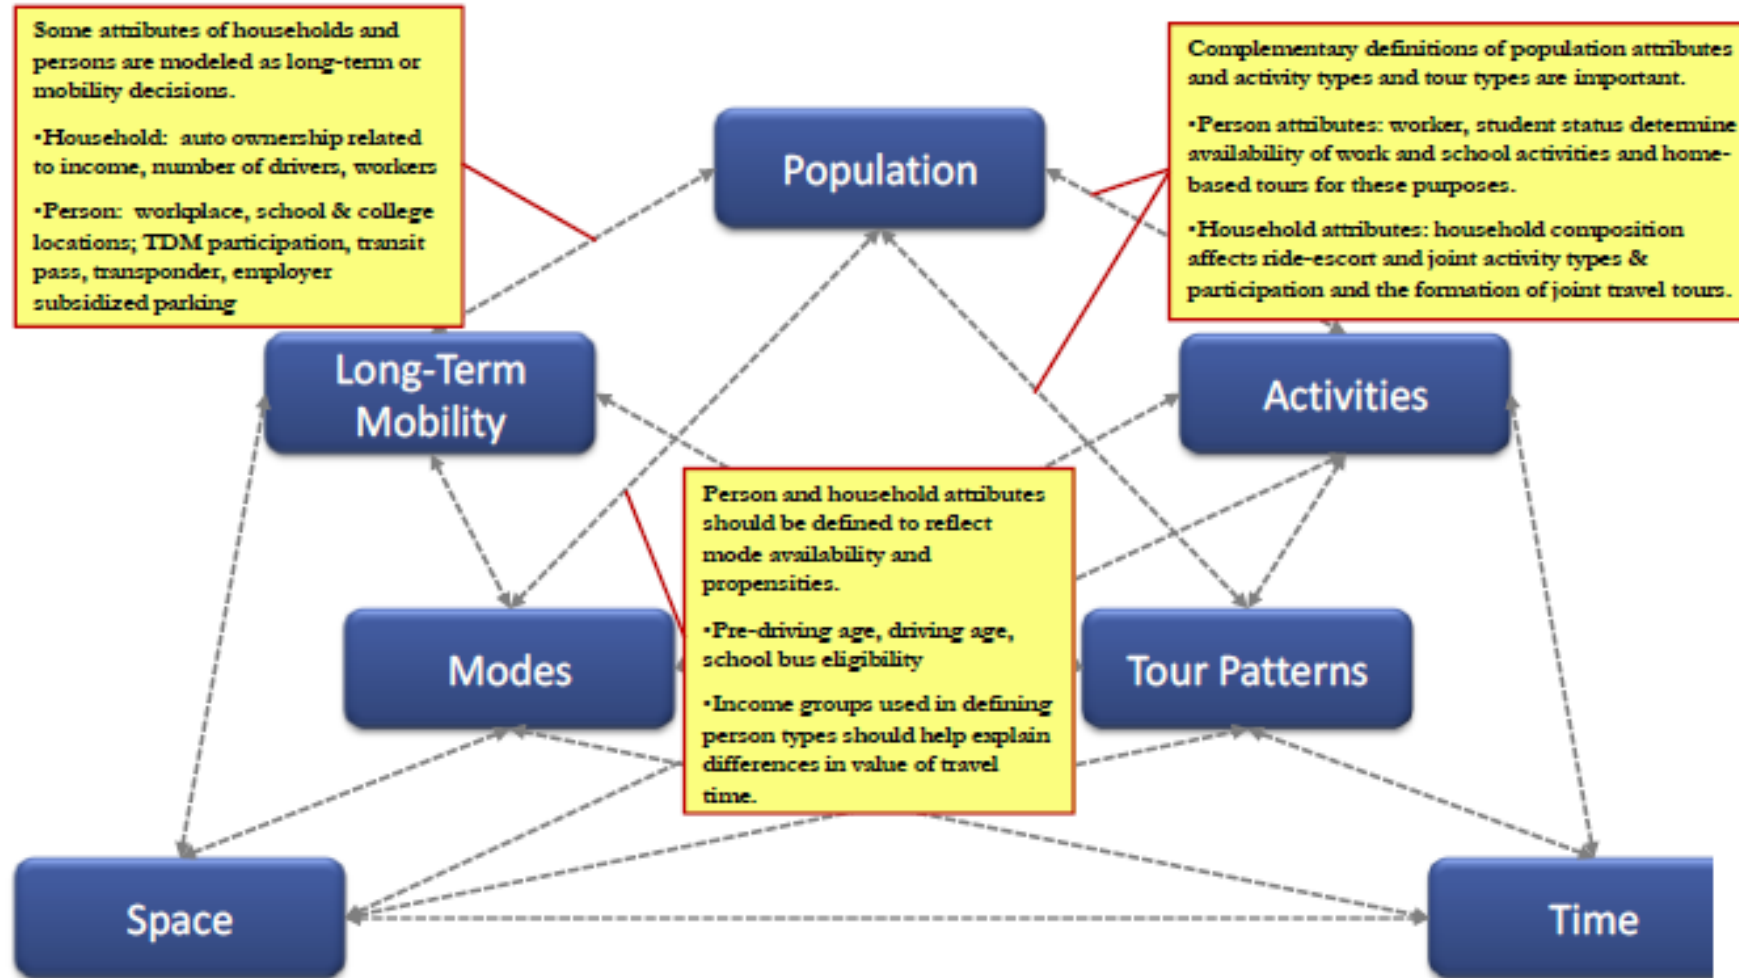 Some attributes of households and
persons are modeled as long-term or
mobility decisions.
•Household: auto ownership related
to income, number of drivers, workers
•Person: workplace, school & college
locations; TDM participation, transit
pass, transponder, employer
subsidized parking
Complementary definitions of population attributes
and activity types and tour types are important.
•Person attributes: worker, student status determine
availability of work and school activities and home-
based tours for these purposes.
•Household attributes: household composition
affects ride-escort and joint activity types &
participation and the formation of joint travel tours.
Population
Long-Term
Mobility
Activities
Person and household attributes
should be defined to reflect
mode availability and
propensities.
•Pre-driving age, driving age,
school bus eligibility
•Income groups used in defining
person types should help explain
differences in value of travel
time.
Modes
Tour Patterns
Space
Time